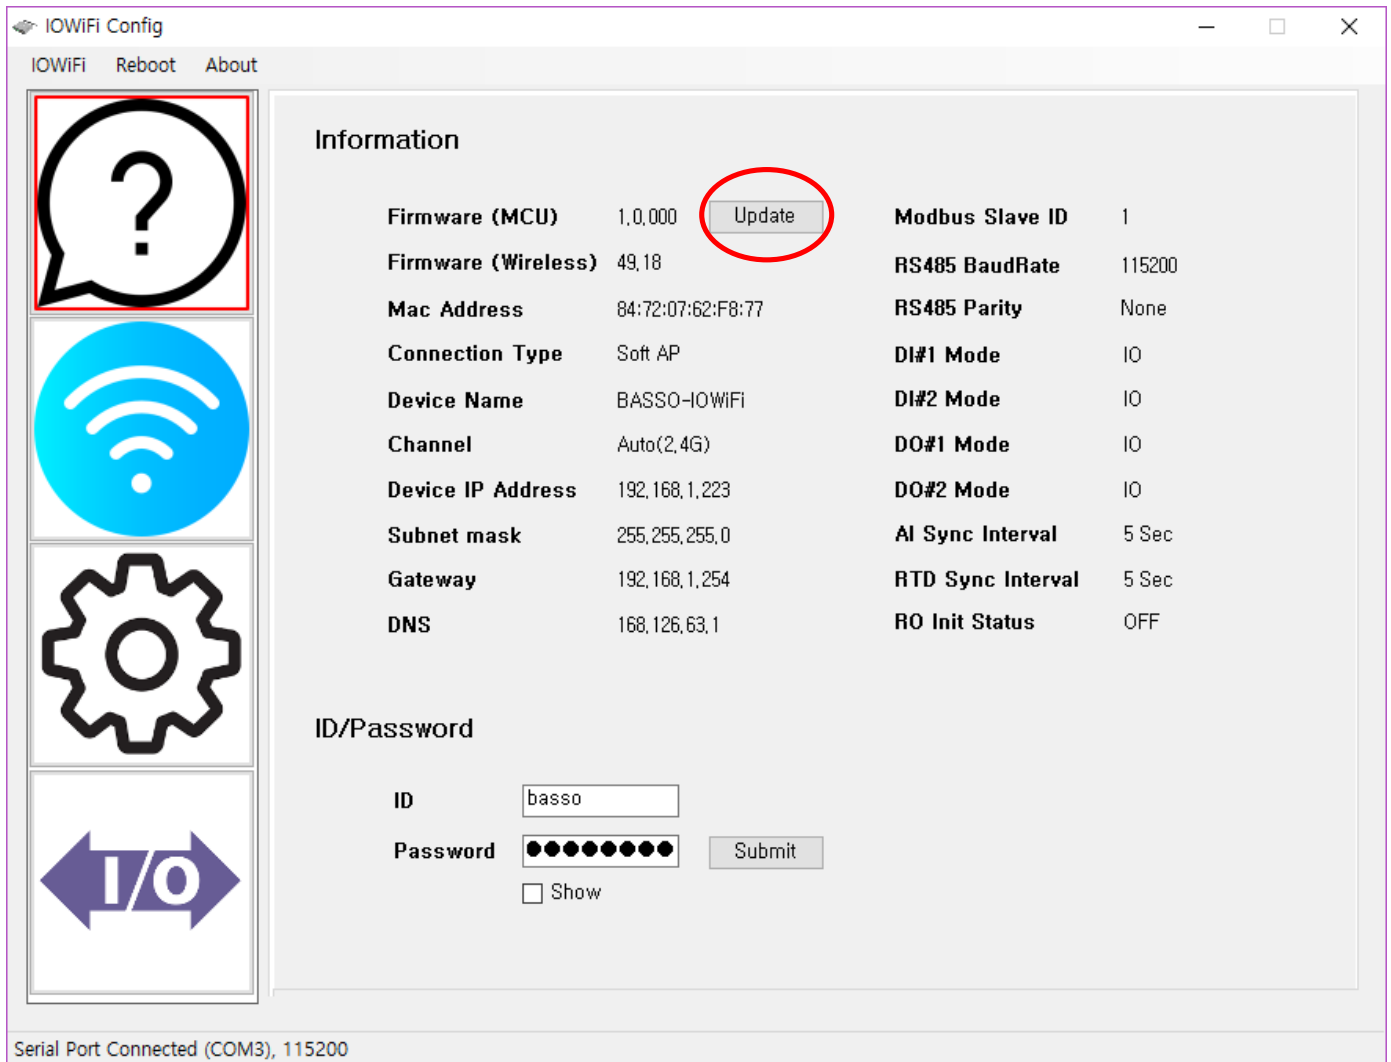 IOWiFi Config
IOWiFi Reboot About
?
I/O
Information
Firmware (MCU) 1.0.000 Update
Firmware (Wireless) 49.18
Mac Address 84:72:07:62:F8:77
Connection Type Soft AP
Device Name BASSO-IOWiFi
Channel Auto(2.4G)
Device IP Address 192.168.1.223
Subnet mask 255.255.255.0
Gateway 192.168.1.254
DNS 168.126.63.1
Modbus Slave ID 1
RS485 BaudRate 115200
RS485 Parity None
DI#1 Mode IO
DI#2 Mode IO
DO#1 Mode IO
DO#2 Mode IO
AI Sync Interval 5 Sec
RTD Sync Interval 5 Sec
RO Init Status OFF
ID/Password
ID basso
Password ●●●●●●●● Submit
Show
Serial Port Connected (COM3), 115200